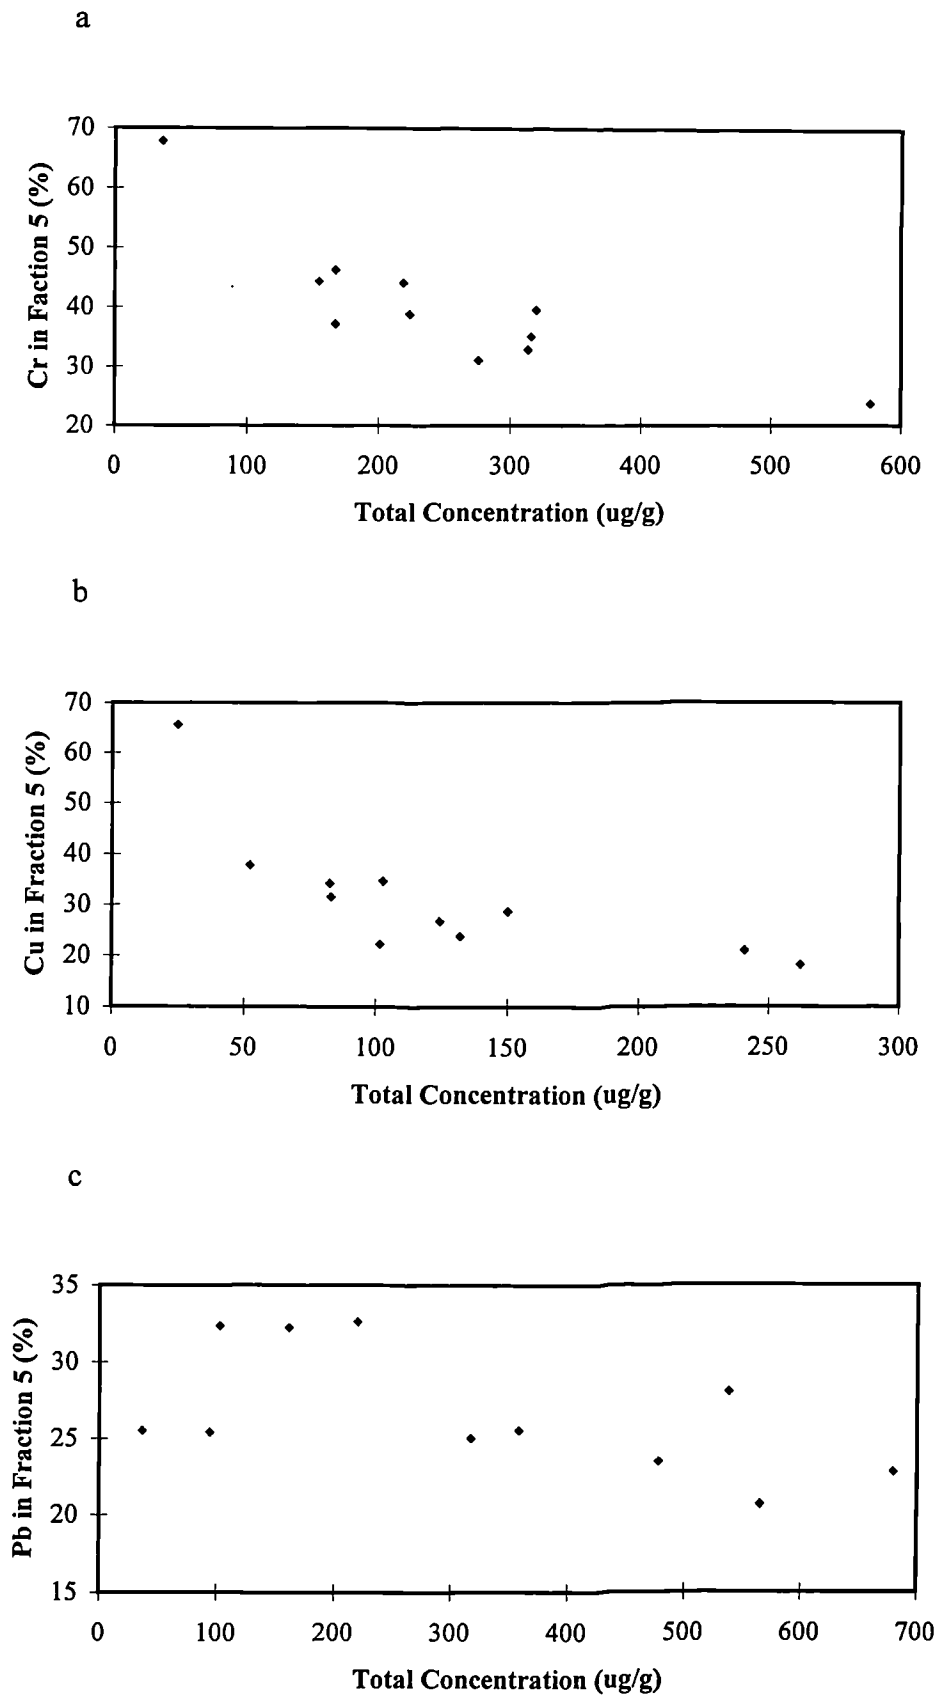 a
70
60
50
40
30
20
Cr in Faction 5 (%)
0 100 200 300 400 500 600
Total Concentration (ug/g)
b
70
60
50
40
30
20
10
Cu in Fraction 5 (%)
0 50 100 150 200 250 300
Total Concentration (ug/g)
c
35
30
25
20
15
Pb in Fraction 5 (%)
0 100 200 300 400 500 600 700
Total Concentration (ug/g)